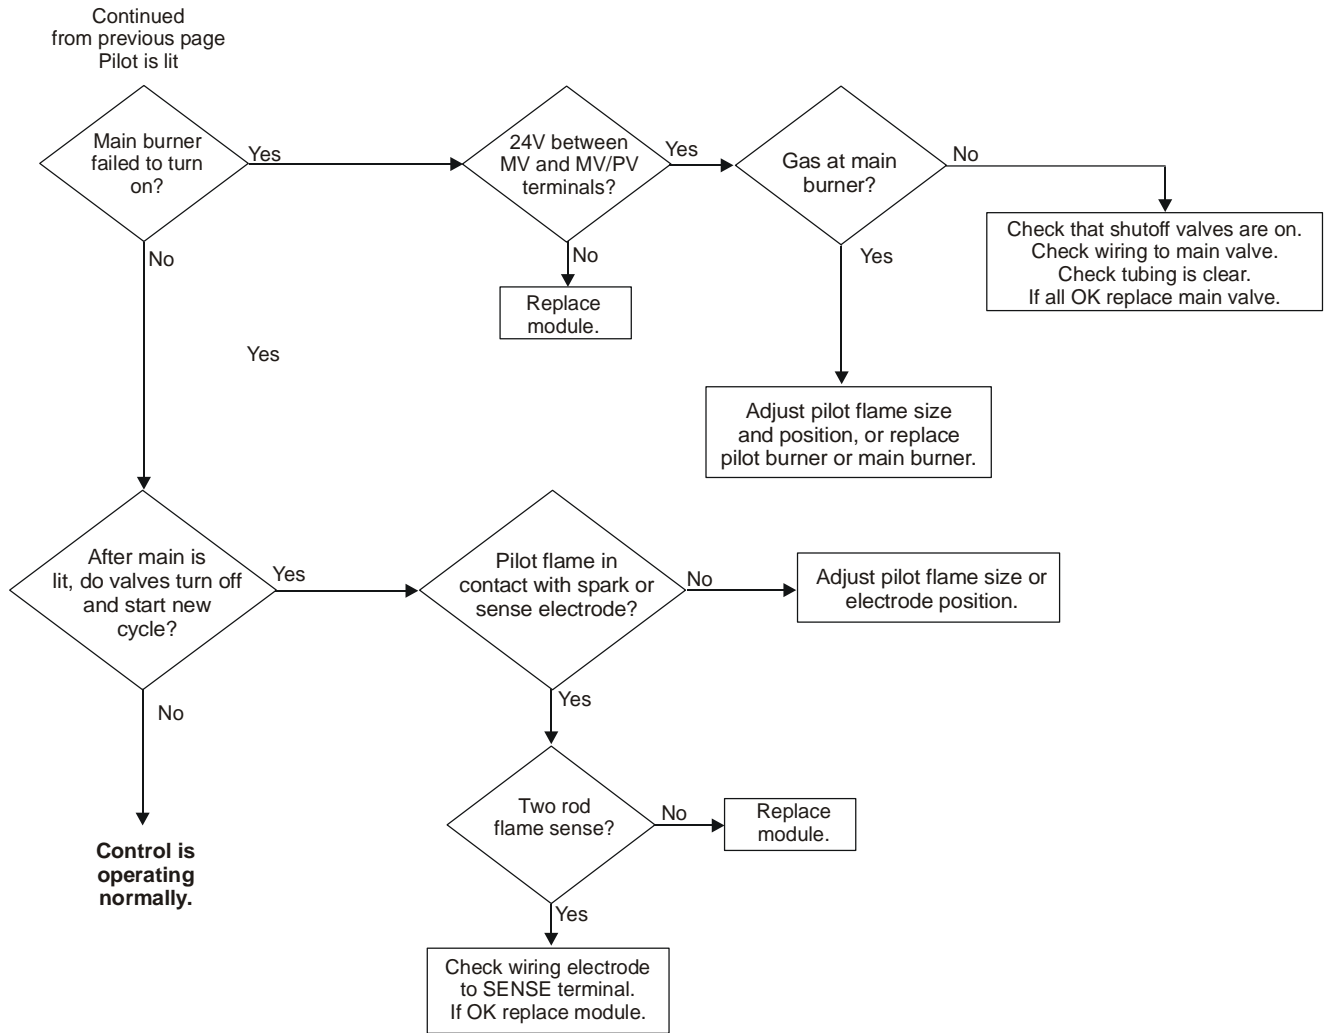 Continued
from previous page
Pilot is lit
Main burner
failed to turn
on?
Yes
24V between
MV and MV/PV
terminals?
Yes
Gas at main
burner?
No
Check that shutoff valves are on.
Check wiring to main valve.
Check tubing is clear.
If all OK replace main valve.
No
No
Yes
Replace
module.
Yes
Adjust pilot flame size
and position, or replace
pilot burner or main burner.
After main is
lit, do valves turn off
and start new
cycle?
Yes
Pilot flame in
contact with spark or
sense electrode?
No
Adjust pilot flame size or
electrode position.
No
Yes
Two rod
flame sense?
No
Replace
module.
Control is
operating
normally.
Yes
Check wiring electrode
to SENSE terminal.
If OK replace module.